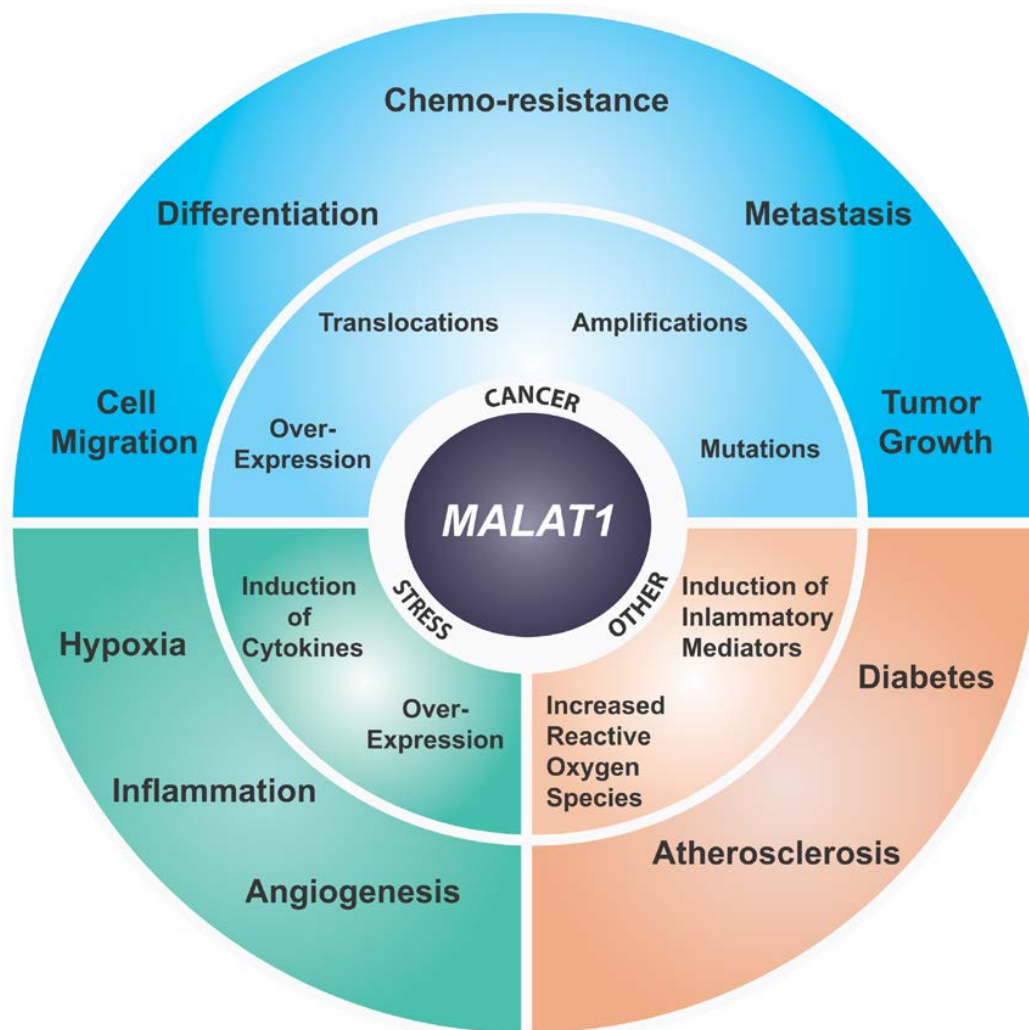 Chemo-resistance
Differentiation
Metastasis
Translocations
Amplifications
Cell
Migration
Over-
Expression
CANCER
Mutations
Tumor
Growth
MALAT1
STRESS
OTHER
Induction
of
Cytokines
Induction of
Inlammatory
Mediators
Hypoxia
Diabetes
Over-
Expression
Increased
Reactive
Oxygen
Species
Inflammation
Atherosclerosis
Angiogenesis